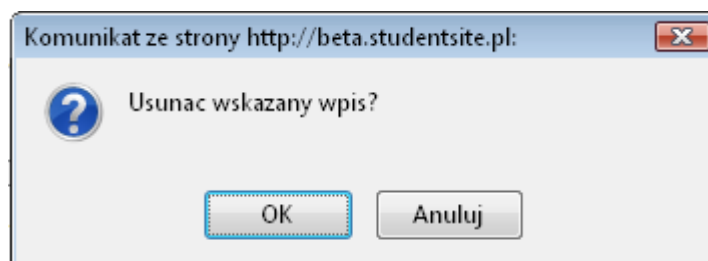 Komunikat ze strony http://beta.studentsite.pl:
Usunac wskazany wpis?
OK
Anuluj